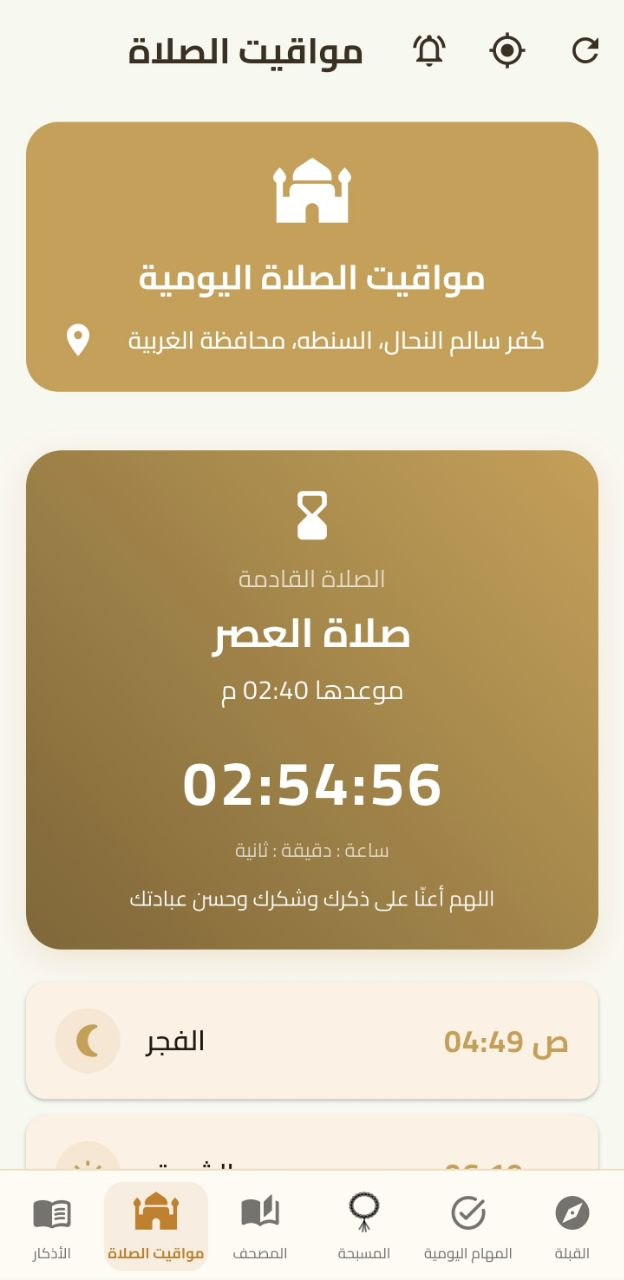 مواقيت الصلاة
مواقيت الصلاة اليومية
كفر سالم النحال، السنطه، محافظة الغربية
الصلاة القادمة
صلاة العصر
موعدها 02:40 م
02:54:56
ساعة : دقيقة : ثانية
اللهم أعنّا على ذكرك وشكرك وحسن عبادتك
الفجر
04:49 ص
القبلة
المهام اليومية
المسبحة
المصحف
مواقيت الصلاة
الأذكار